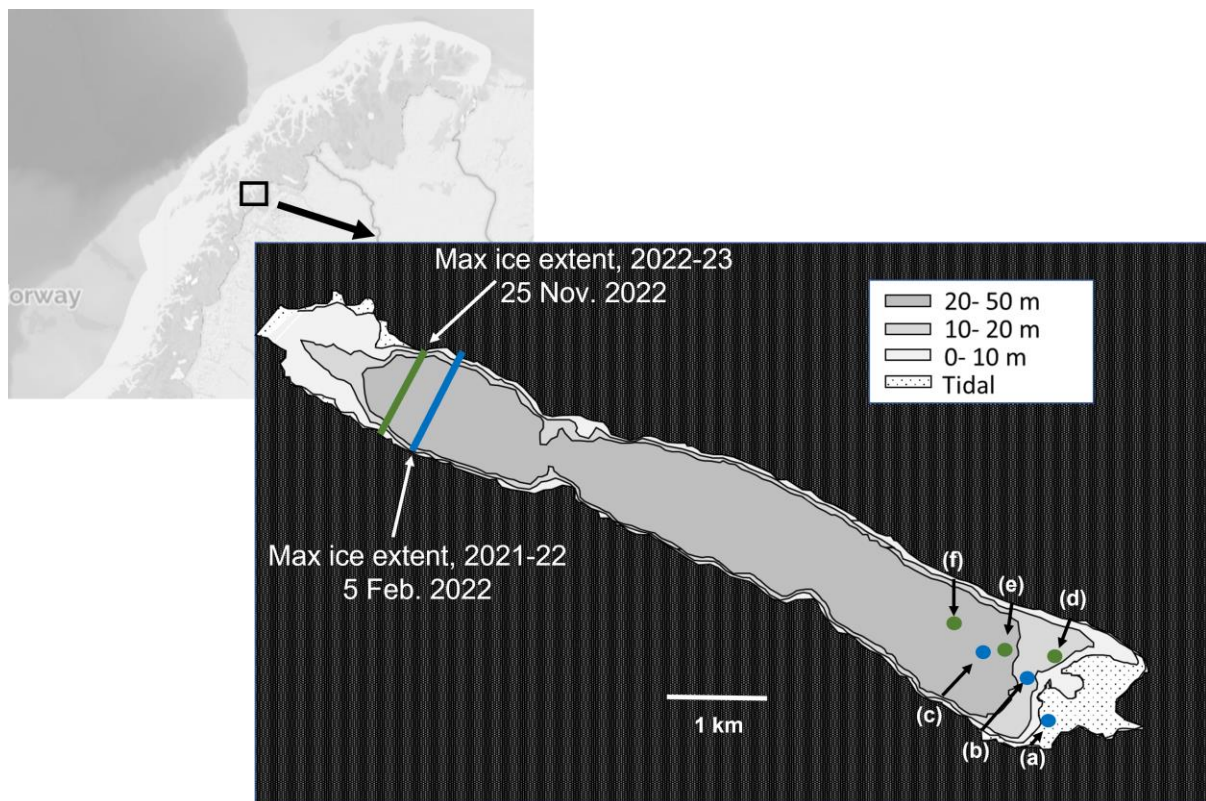 orway
Max ice extent, 2022-23
25 Nov. 2022
20- 50 m
10- 20 m
0- 10 m
Tidal
Max ice extent, 2021-22
5 Feb. 2022
(f)
(e)
(d)
(c)
(b)
(a)
1 km